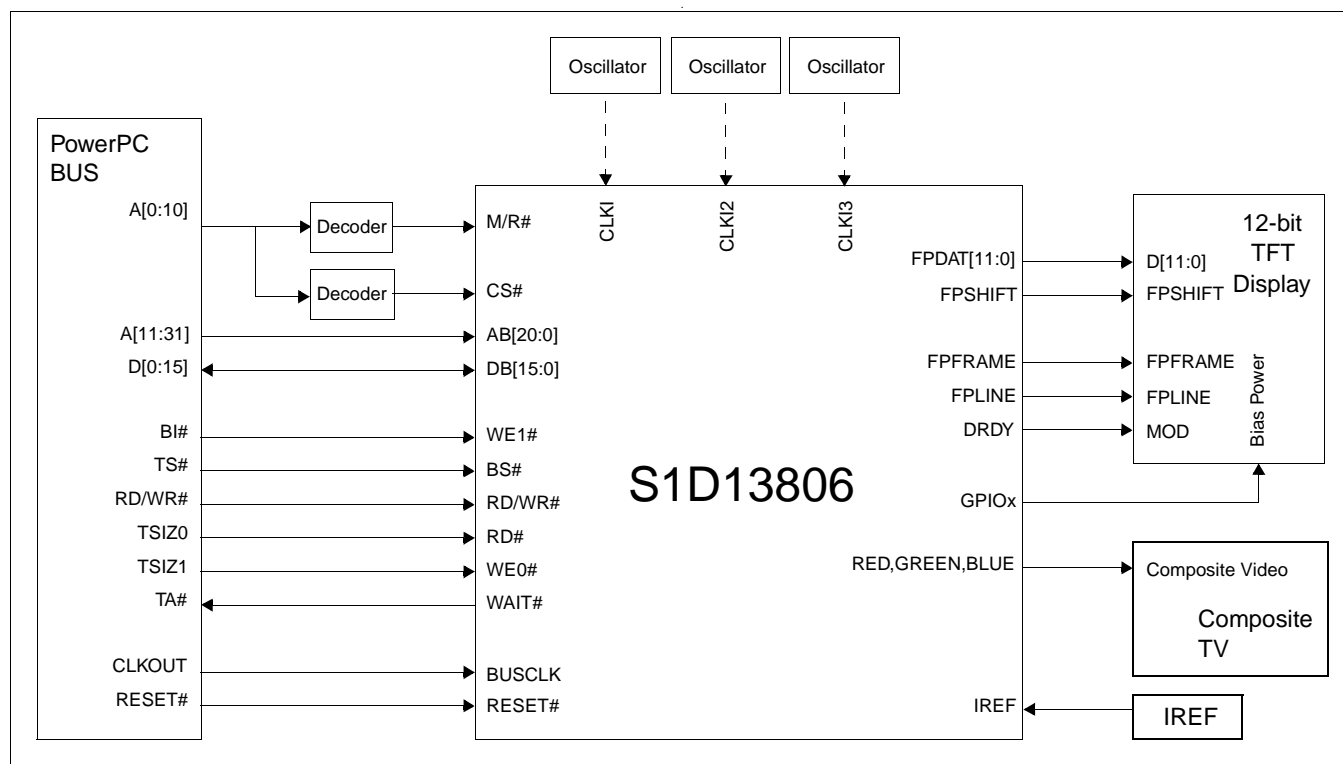 Oscillator
Oscillator
Oscillator
PowerPC
BUS
A[0:10]
Decoder
Decoder
A[11:31]
D[0:15]
BI#
TS#
RD/WR#
TSIZ0
TSIZ1
TA#
CLKOUT
RESET#
CLKI
CLKI2
CLKI3
M/R#
CS#
AB[20:0]
DB[15:0]
WE1#
BS#
RD/WR#
RD#
WE0#
WAIT#
BUSCLK
RESET#
S1D13806
FPDAT[11:0]
FPSHIFT
FPFRAME
FPLINE
DRDY
GPIOx
RED,GREEN,BLUE
IREF
12-bit
TFT
Display
D[11:0]
FPSHIFT
FPFRAME
FPLINE
MOD
Bias Power
Composite Video
Composite
TV
IREF